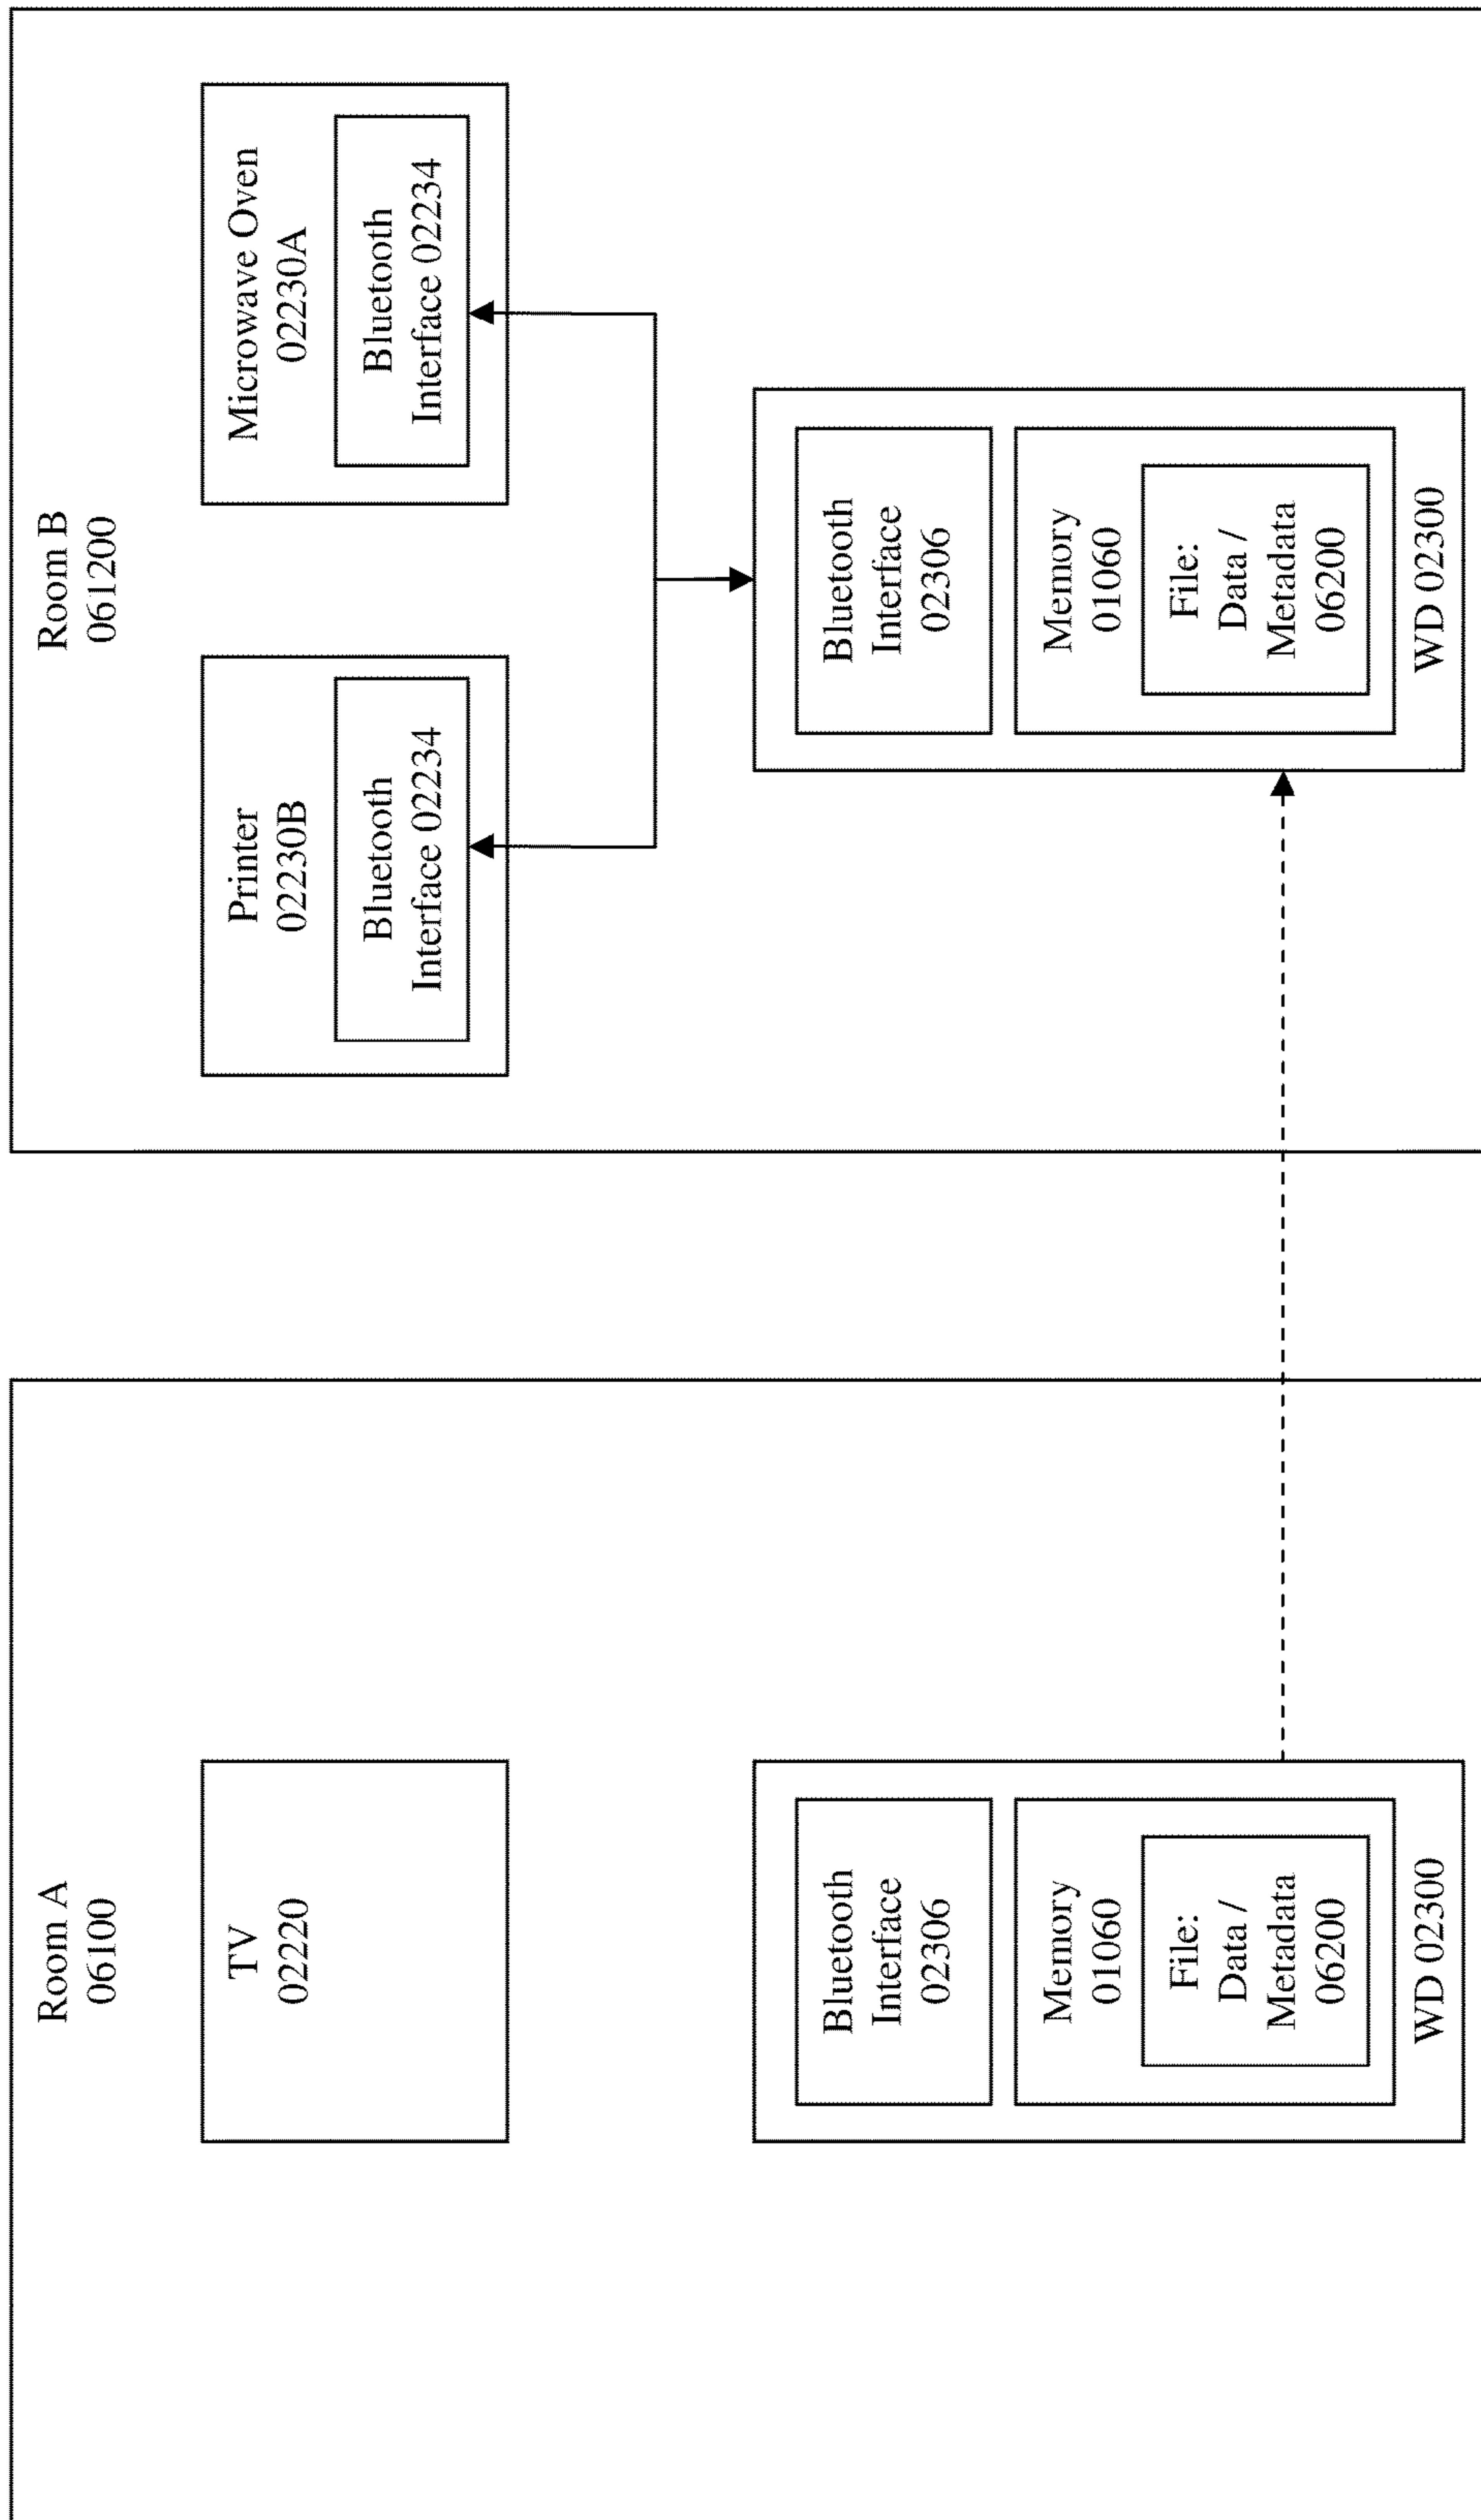 Room A
06100
TV
02220
Bluetooth
Interface
02306
Memory
01060
File:
Data /
Metadata
06200
WD 02300
Room B
061200
Printer
02230B
Bluetooth
Interface 02234
Microwave Oven
02230A
Bluetooth
Interface 02234
Bluetooth
Interface
02306
Memory
01060
File:
Data /
Metadata
06200
WD 02300